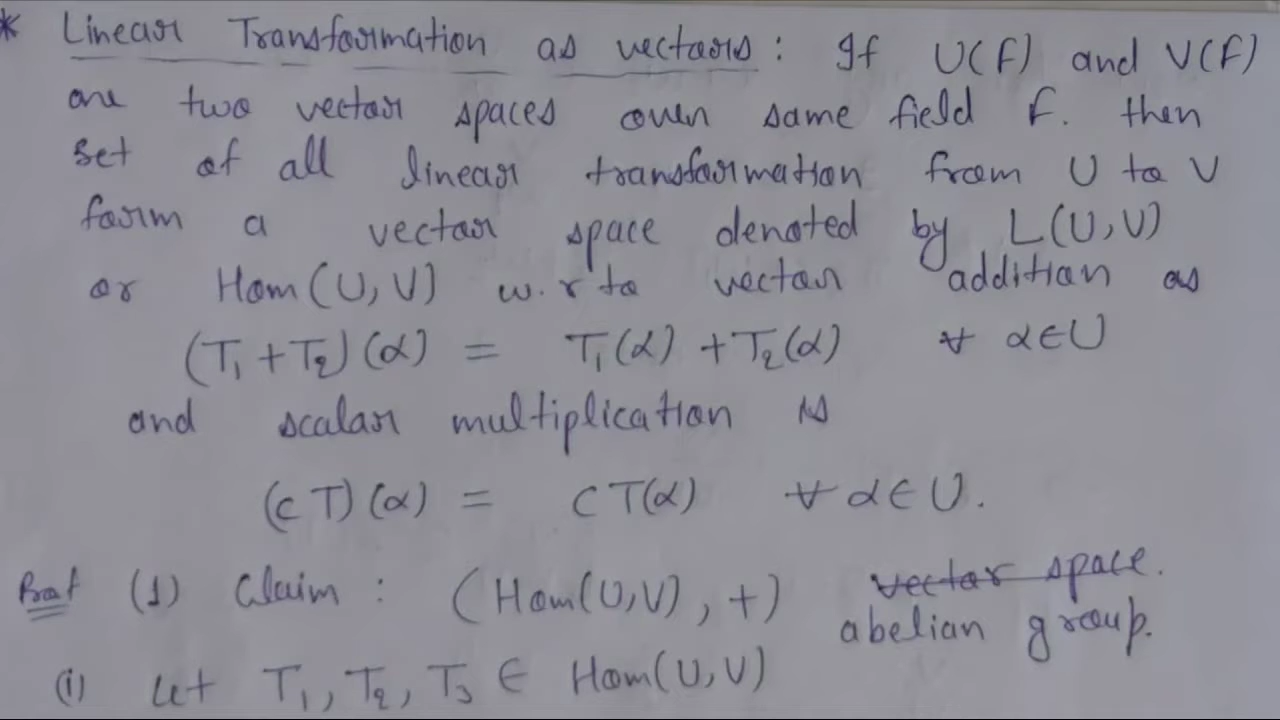 * Linear Transformation as vectors : If U(F) and V(F)
are two vector spaces over same field F. then
set of all linear transformation from U to V
form a vector space denoted by L(U,V)
or Hom(U,V) w.r to vector addition as
(T₁+T₂)(α) = T₁(α) + T₂(α) ∀ α∈U
and scalar multiplication is
(cT)(α) = cT(α) ∀ α∈U.
Proof (1) Claim : (Hom(U,V), +) vector space.
abelian group.
(i) Let T₁, T₂, T₃ ∈ Hom(U,V)